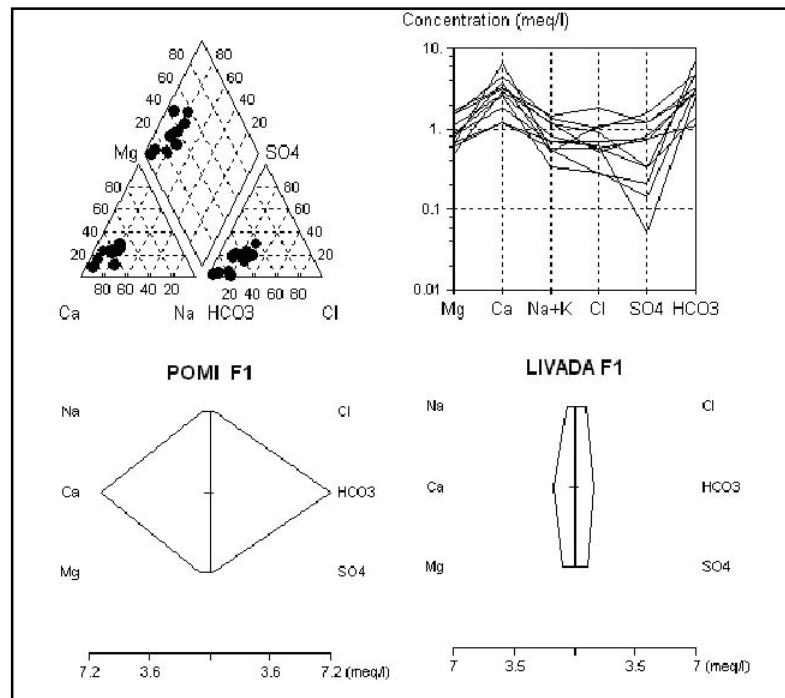 Concentration (meq/l)
80 80
60 60
40 40
20 20
Mg SO4
80 80
60 60
40 40
20 20
80 60 40 20 20 40 60 80
Ca Na HCO3 Cl
10.
1.0
0.1
0.01
Mg Ca Na+K Cl SO4 HCO3
POMI F1
Na Cl
Ca HCO3
Mg SO4
7.2 3.6 3.6 7.2 (meq/l)
LIVADA F1
Na Cl
Ca HCO3
Mg SO4
7 3.5 3.5 7 (meq/l)